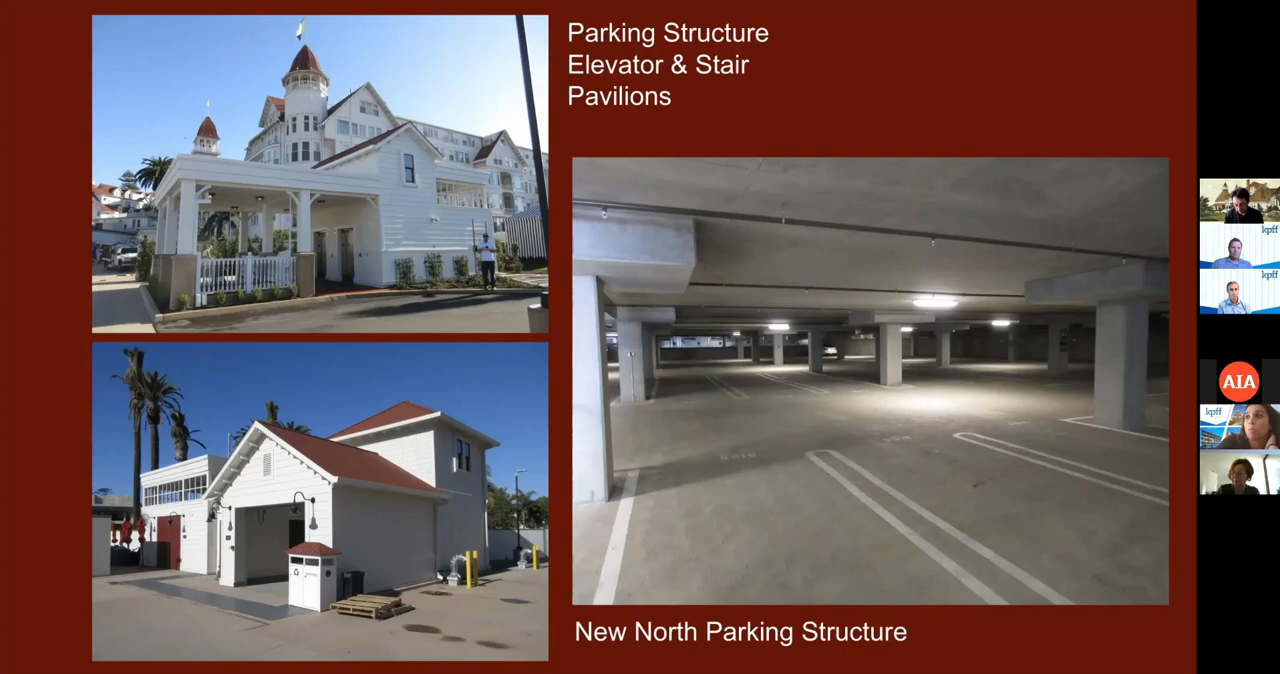 Parking Structure
Elevator & Stair
Pavilions
New North Parking Structure
kpff
kpff
AIA
kpff